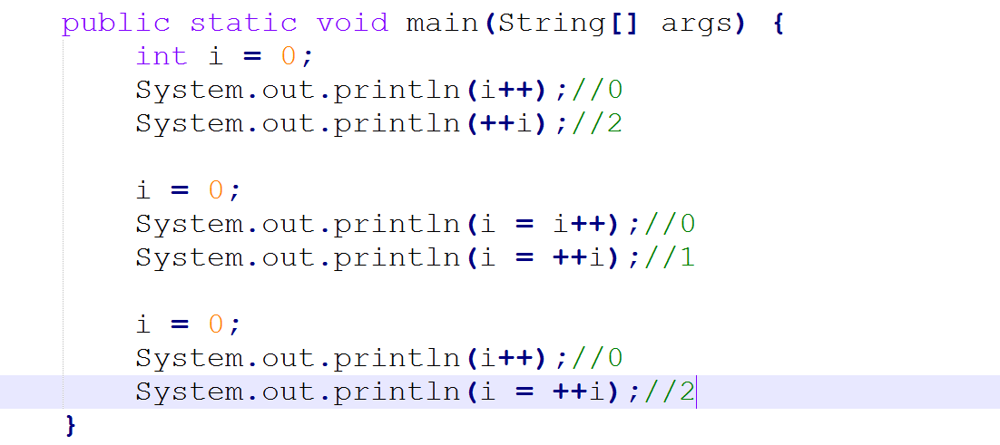 public static void main(String[] args) {
int i = 0;
System.out.println(i++);//0
System.out.println(++i);//2
i = 0;
System.out.println(i = i++);//0
System.out.println(i = ++i);//1
i = 0;
System.out.println(i++);//0
System.out.println(i = ++i);//2
}